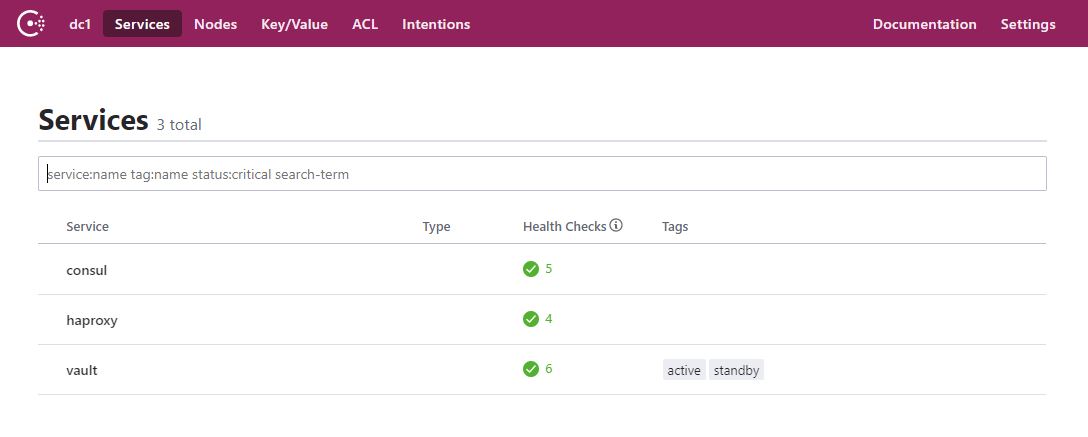 dc1 Services Nodes Key/Value ACL Intentions Documentation Settings
Services 3 total
service:name tag:name status:critical search-term
Service Type Health Checks Tags
consul 5
haproxy 4
vault 6 active standby